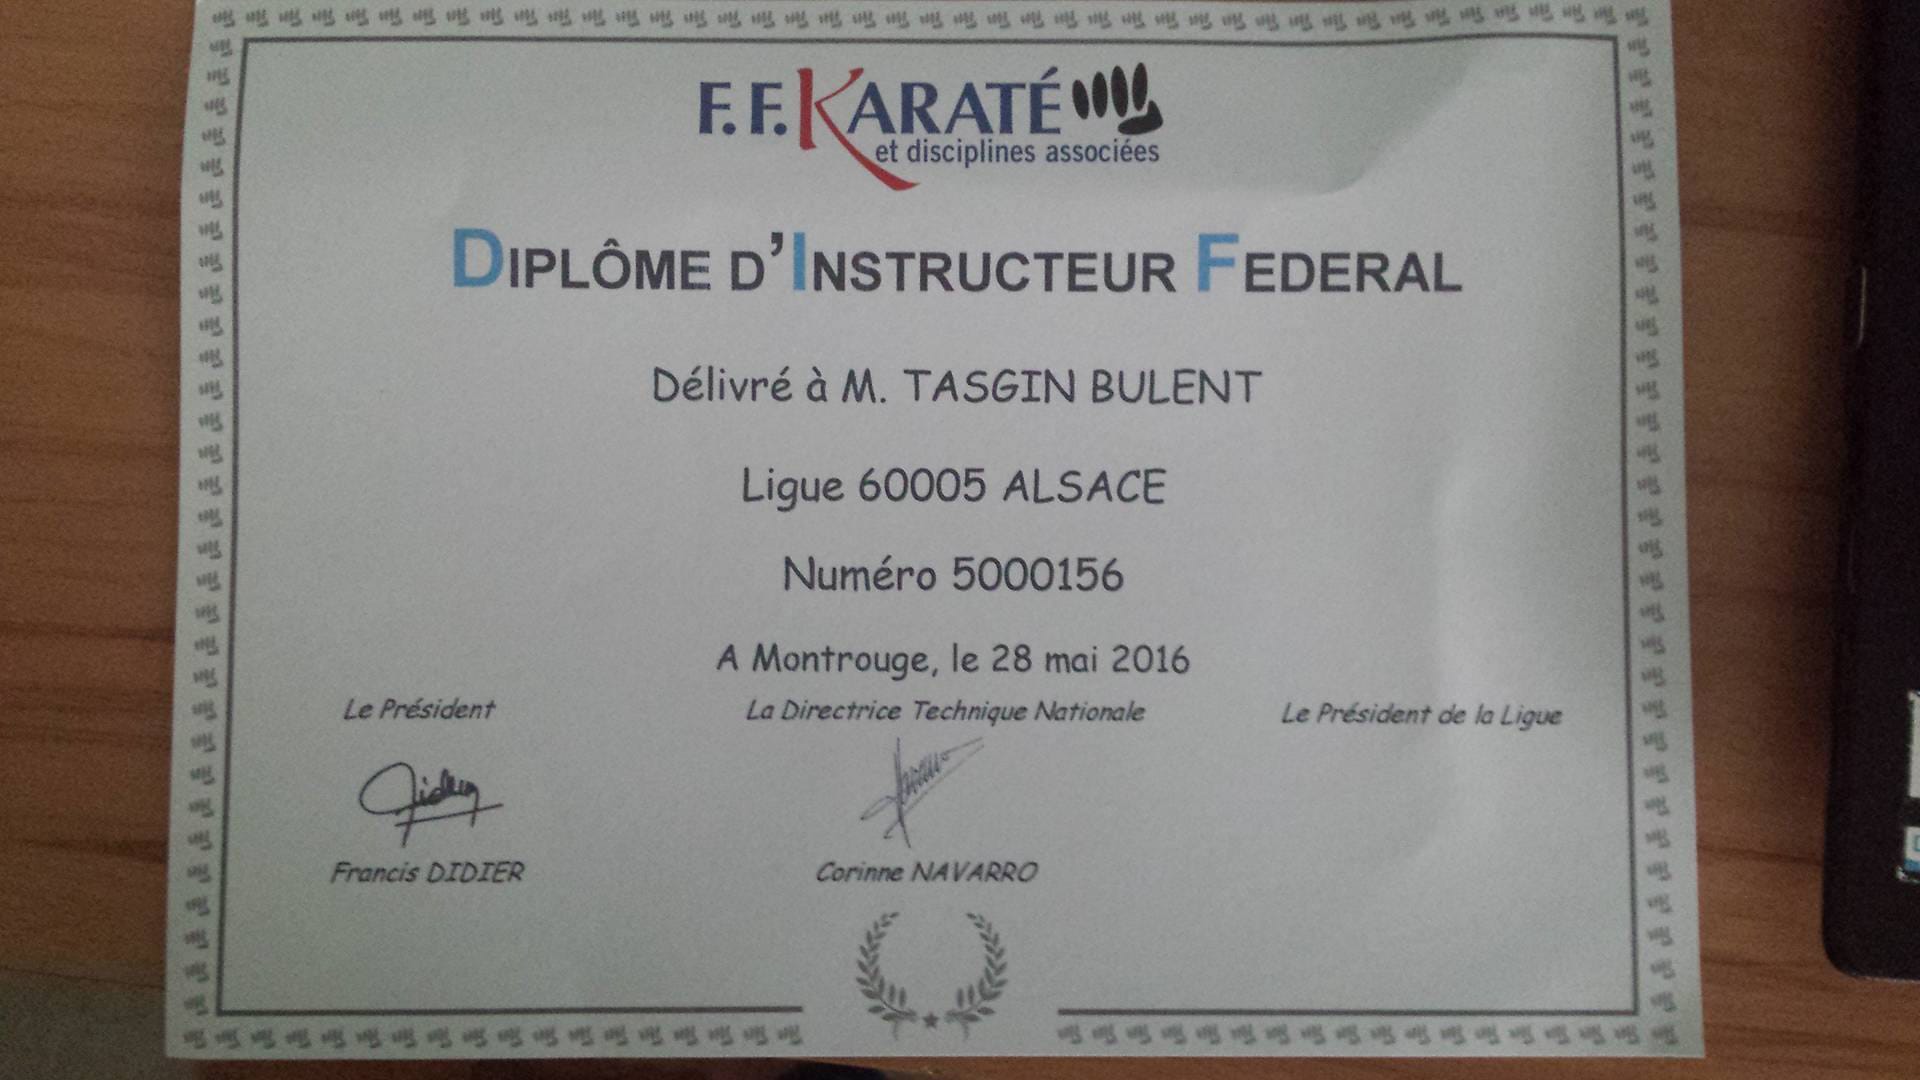 F.F.KARATÉ
et disciplines associées
DIPLÔME D'INSTRUCTEUR FEDERAL
Délivré à M. TASGIN BULENT
Ligue 60005 ALSACE
Numéro 5000156
A Montrouge, le 28 mai 2016
Le Président
La Directrice Technique Nationale
Le Président de la Ligue
Francis DIDIER
Corinne NAVARRO